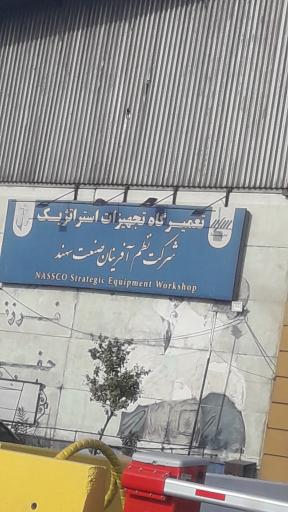 تعمیرگاه تجهیزات استراتژیک
شرکت نظم آفرینان صنعت سهند
NASSCO Strategic Equipment Workshop